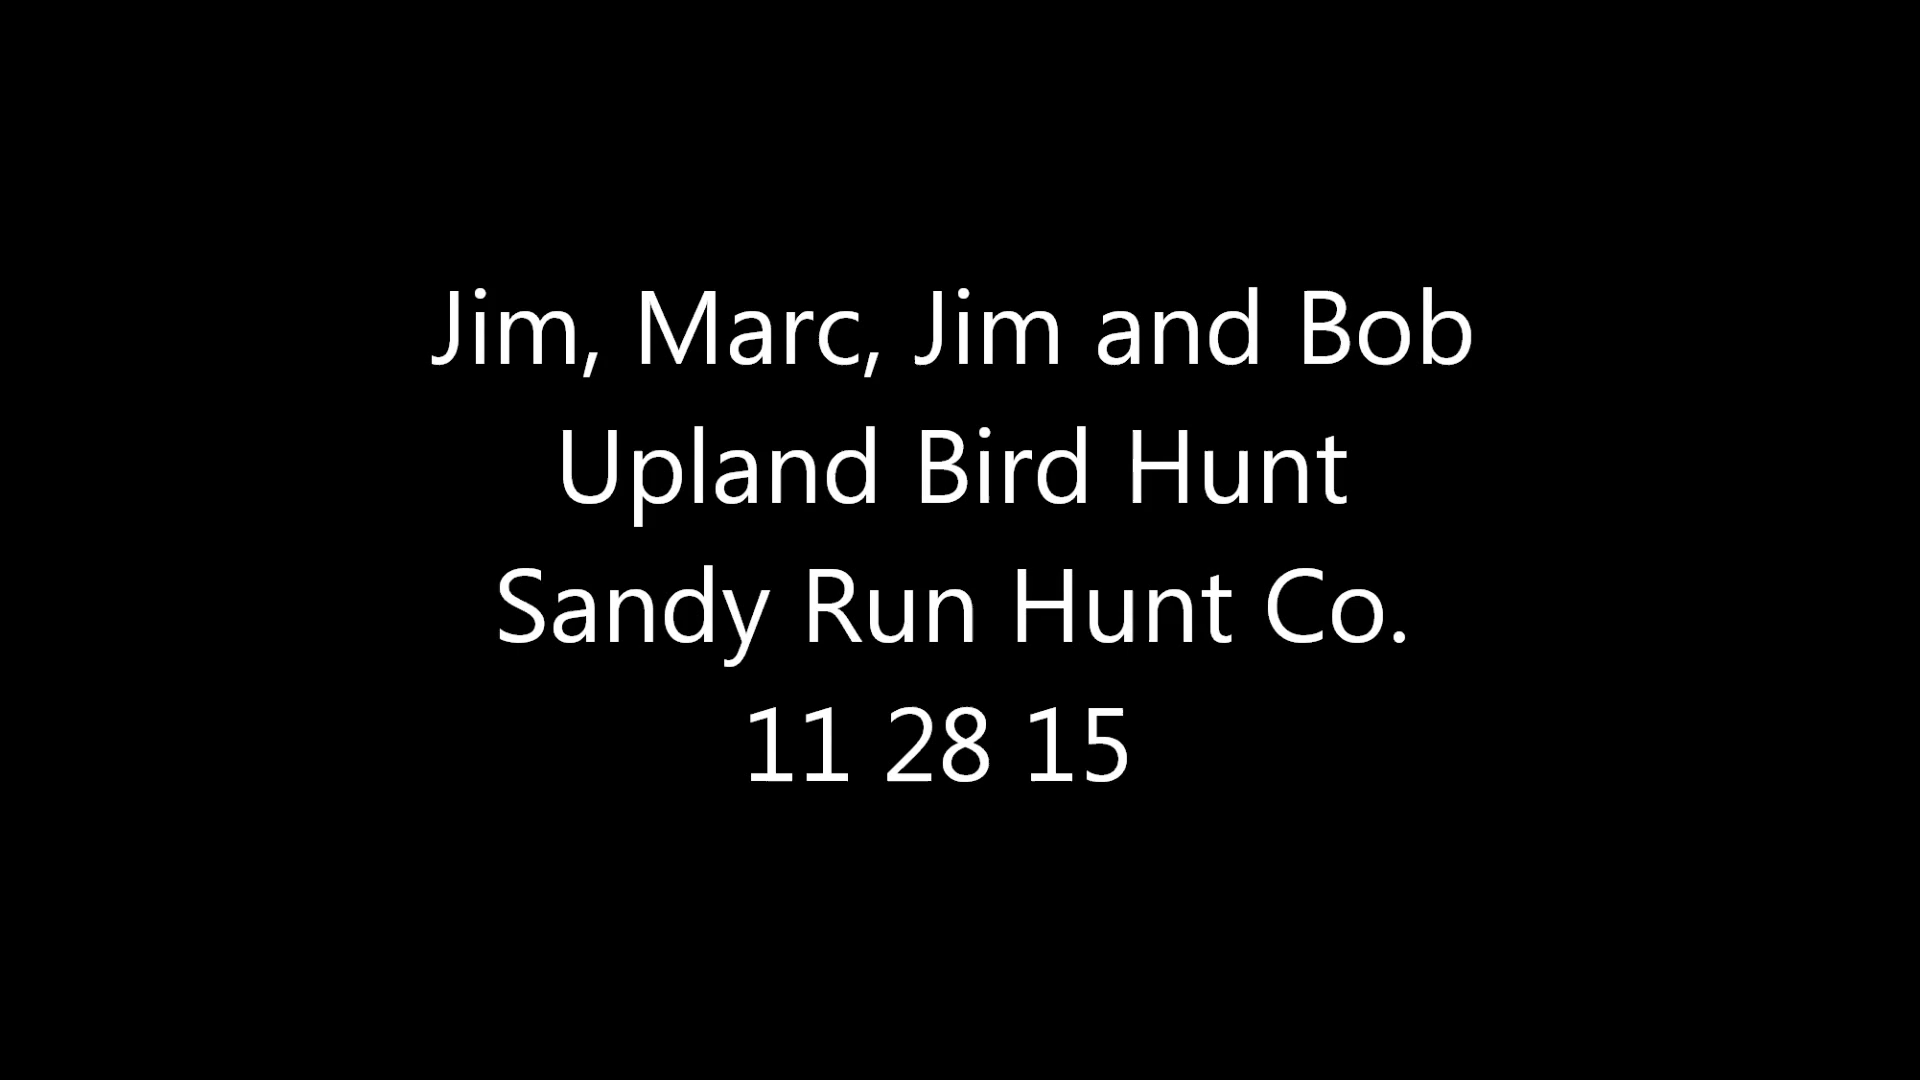 Jim, Marc, Jim and Bob
Upland Bird Hunt
Sandy Run Hunt Co.
11 28 15